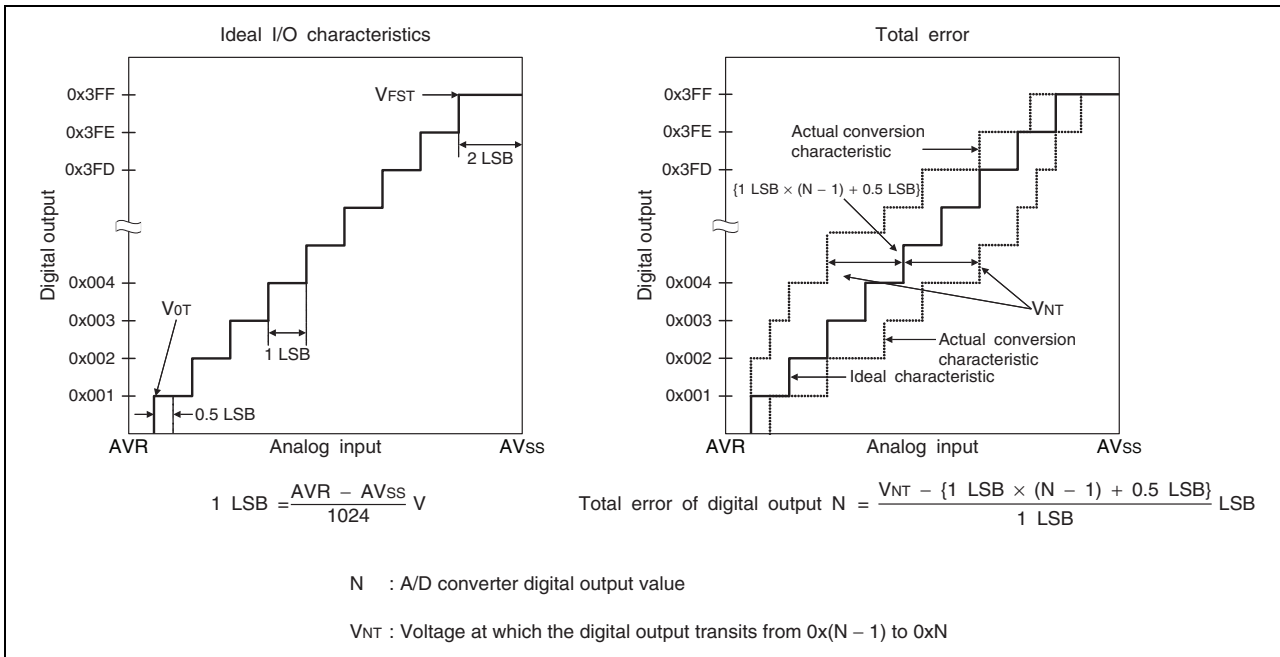 Ideal I/O characteristics
Digital output
0x3FF
0x3FE
0x3FD
0x004
0x003
0x002
0x001
VFST
2 LSB
V0T
1 LSB
0.5 LSB
AVR
Analog input
AVSS
1 LSB = AVR − AVSS / 1024 V
Total error
Digital output
0x3FF
0x3FE
0x3FD
0x004
0x003
0x002
0x001
Actual conversion
characteristic
{1 LSB × (N − 1) + 0.5 LSB}
VNT
Actual conversion
characteristic
Ideal characteristic
AVR
Analog input
AVSS
Total error of digital output N = VNT − {1 LSB × (N − 1) + 0.5 LSB} / 1 LSB LSB
N : A/D converter digital output value
VNT : Voltage at which the digital output transits from 0x(N − 1) to 0xN